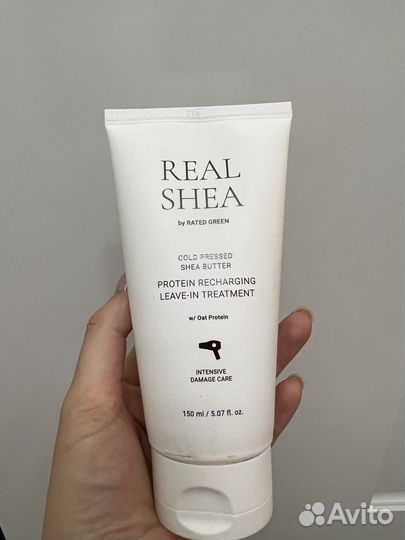 REAL
SHEA
by RATED GREEN
COLD PRESSED
SHEA BUTTER
PROTEIN RECHARGING
LEAVE-IN TREATMENT
w/ Oat Protein
INTENSIVE
DAMAGE CARE
150 ml / 5.07 fl. oz.
Avito